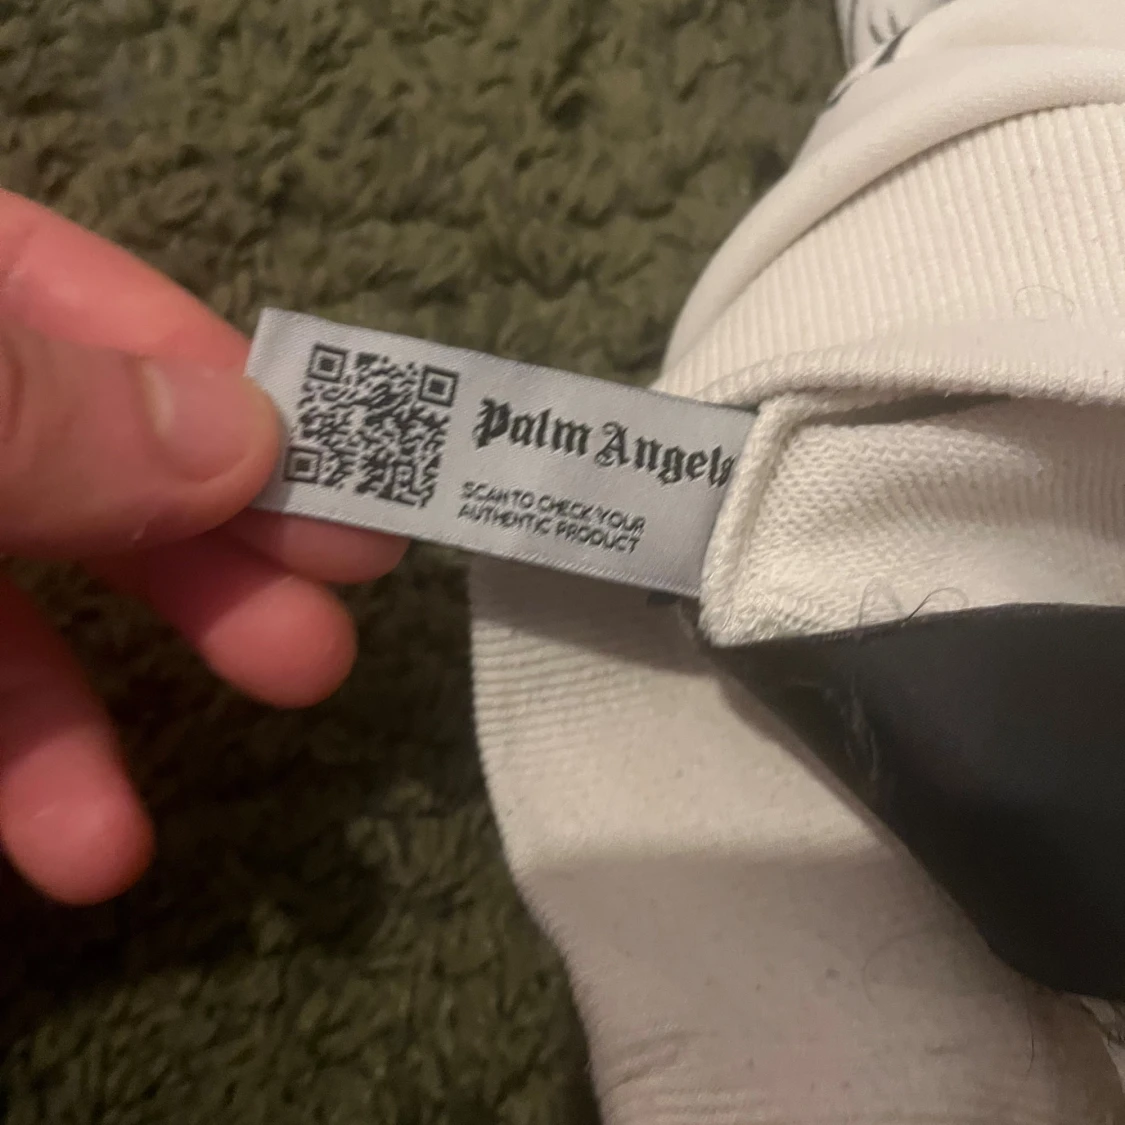 Palm Angels
SCAN TO CHECK YOUR
AUTHENTIC PRODUCT